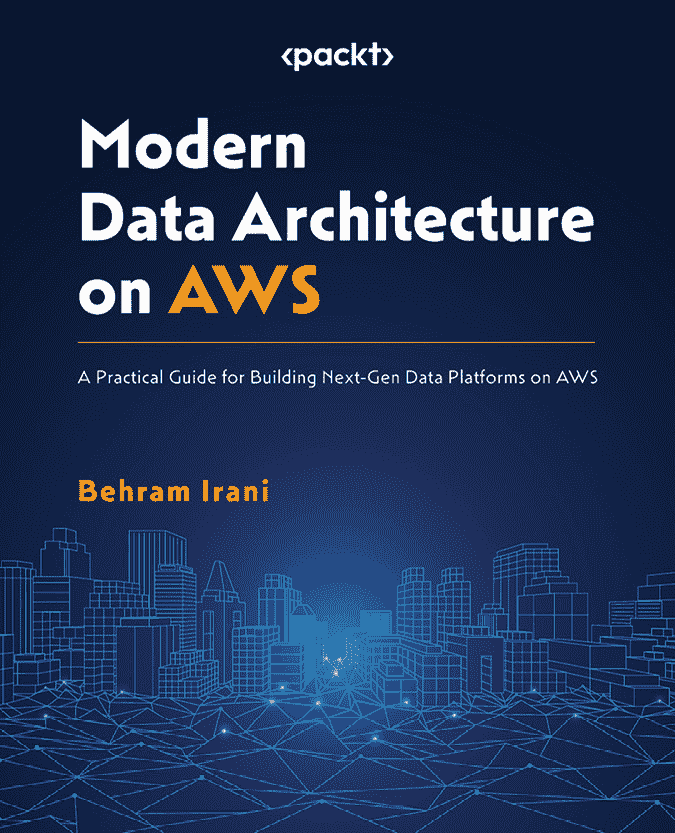 <packt>
Modern
Data Architecture
on AWS
A Practical Guide for Building Next-Gen Data Platforms on AWS
Behram Irani